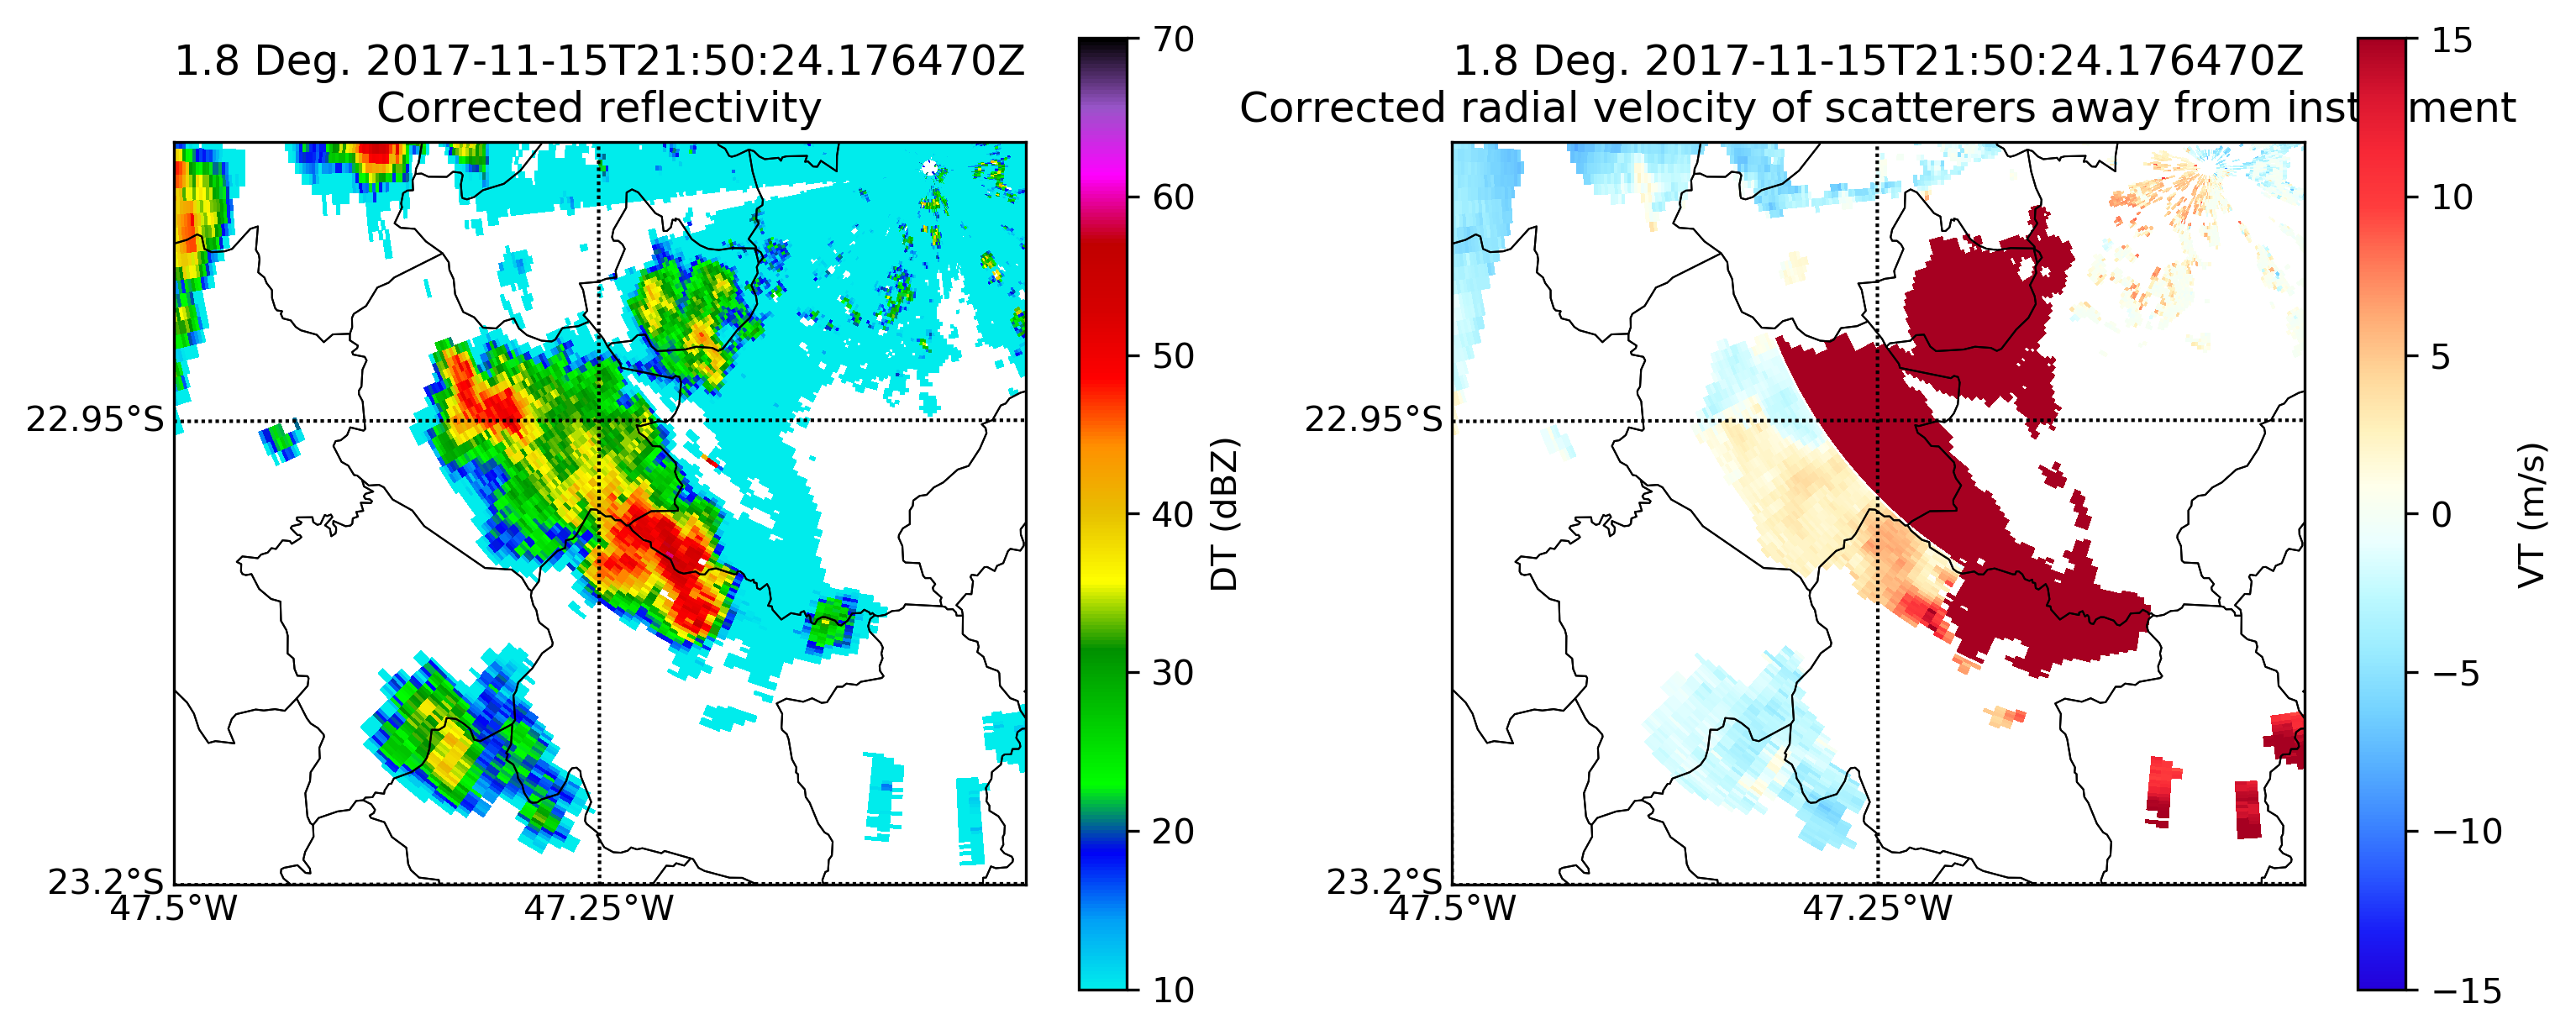 1.8 Deg. 2017-11-15T21:50:24.176470Z
Corrected reflectivity
22.95°S
23.2°S
47.5°W
47.25°W
70
60
50
40
30
20
10
DT (dBZ)
1.8 Deg. 2017-11-15T21:50:24.176470Z
Corrected radial velocity of scatterers away from inst ment
22.95°S
23.2°S
47.5°W
47.25°W
15
10
5
0
−5
−10
−15
VT (m/s)